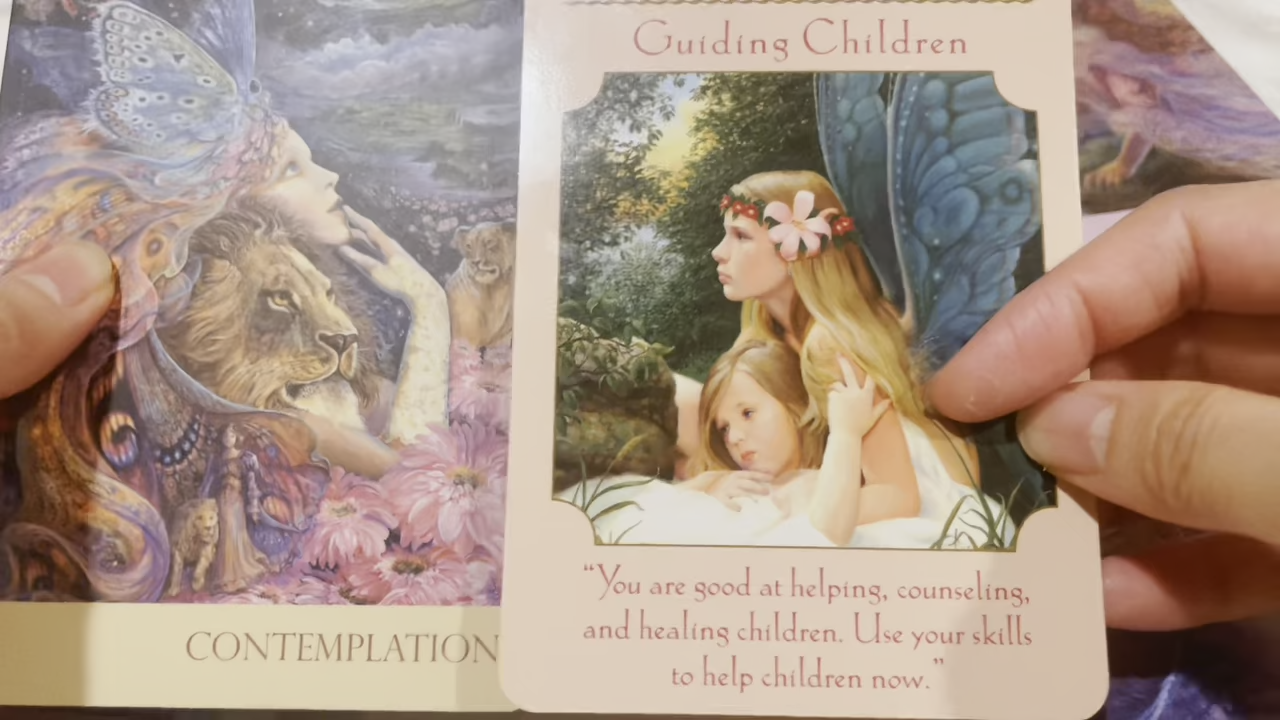 Guiding Children
"You are good at helping, counseling,
and healing children. Use your skills
to help children now."
CONTEMPLATION